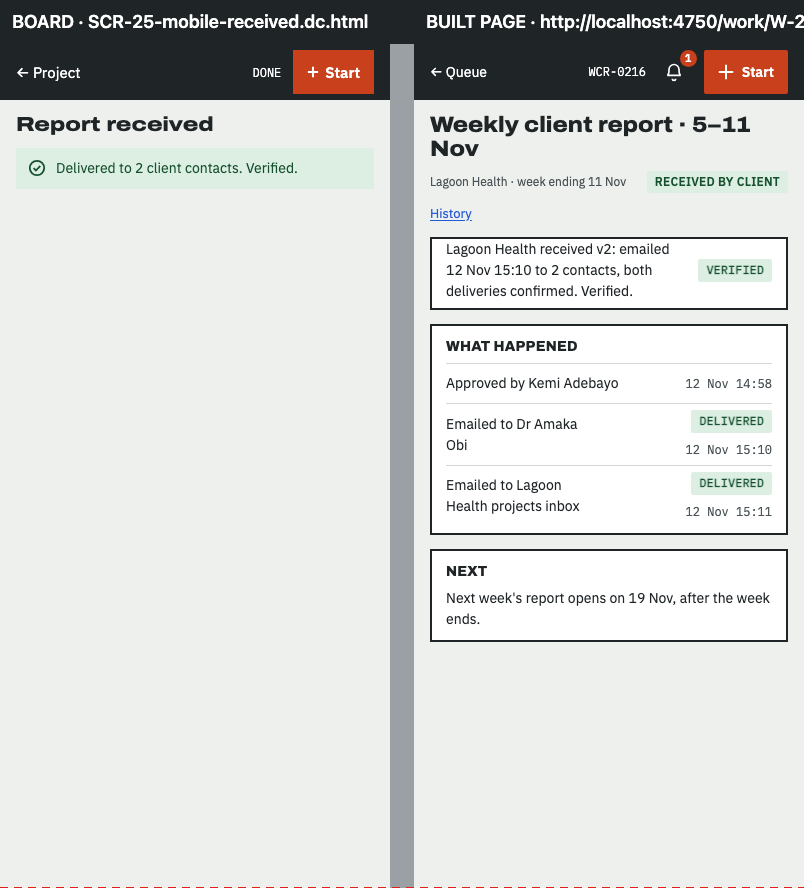 BOARD · SCR-25-mobile-received.dc.html
← Project
DONE
+ Start
Report received
Delivered to 2 client contacts. Verified.
BUILT PAGE · http://localhost:4750/work/W-2
← Queue
WCR-0216
1
+ Start
Weekly client report · 5–11
Nov
Lagoon Health · week ending 11 Nov
RECEIVED BY CLIENT
History
Lagoon Health received v2: emailed
12 Nov 15:10 to 2 contacts, both
deliveries confirmed. Verified.
VERIFIED
WHAT HAPPENED
Approved by Kemi Adebayo
12 Nov 14:58
Emailed to Dr Amaka
Obi
DELIVERED
12 Nov 15:10
Emailed to Lagoon
Health projects inbox
DELIVERED
12 Nov 15:11
NEXT
Next week's report opens on 19 Nov, after the week
ends.